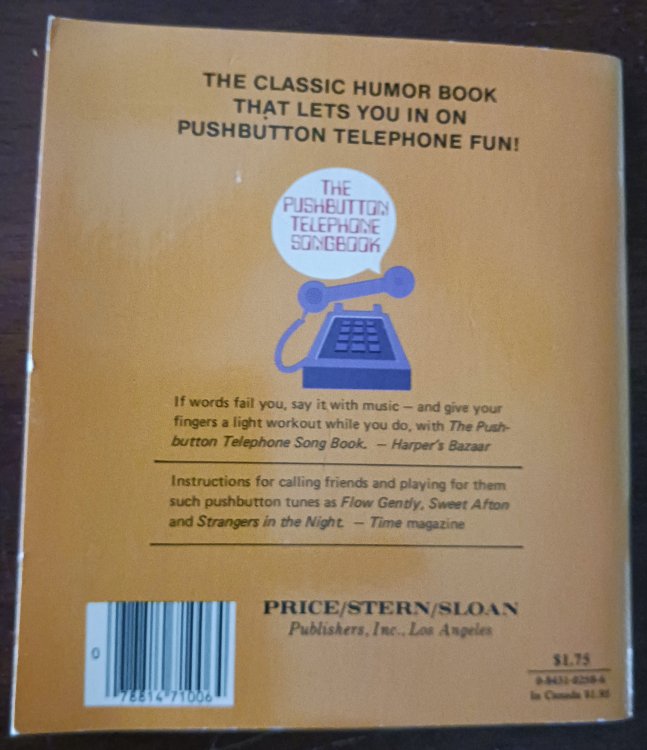 THE CLASSIC HUMOR BOOK
THAT LETS YOU IN ON
PUSHBUTTON TELEPHONE FUN!
THE
PUSHBUTTON
TELEPHONE
SONGBOOK
If words fail you, say it with music — and give your
fingers a light workout while you do, with The Push-
button Telephone Song Book. — Harper's Bazaar
Instructions for calling friends and playing for them
such pushbutton tunes as Flow Gently, Sweet Afton
and Strangers in the Night. — Time magazine
PRICE/STERN/SLOAN
Publishers, Inc., Los Angeles
0
71006
$1.75
In Canada